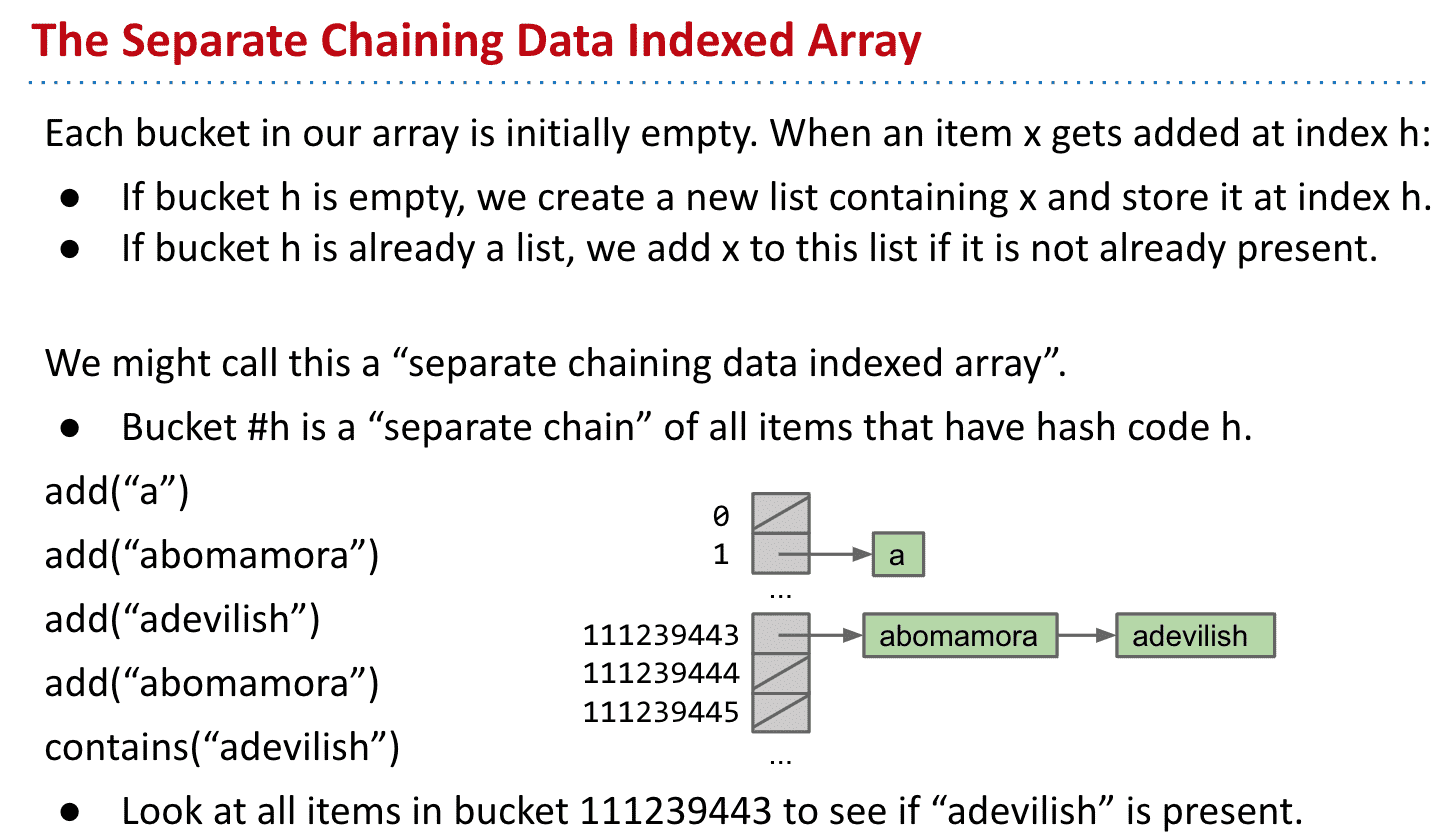 The Separate Chaining Data Indexed Array
Each bucket in our array is initially empty. When an item x gets added at index h:
● If bucket h is empty, we create a new list containing x and store it at index h.
● If bucket h is already a list, we add x to this list if it is not already present.
We might call this a “separate chaining data indexed array”.
● Bucket #h is a “separate chain” of all items that have hash code h.
add(“a”)
add(“abomamora”)
add(“adevilish”)
add(“abomamora”)
contains(“adevilish”)
● Look at all items in bucket 111239443 to see if “adevilish” is present.
0
1 a
...
111239443 abomamora adevilish
111239444
111239445
...